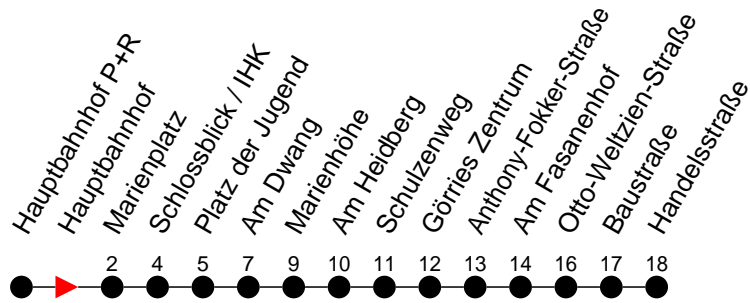 Hauptbahnhof P+R
Hauptbahnhof
Marienplatz
Schlossblick / IHK
Platz der Jugend
Am Dwang
Marienhöhe
Am Heidberg
Schulzenweg
Görries Zentrum
Anthony-Fokker-Straße
Am Fasanenhof
Otto-Weltzien-Straße
Baustraße
Handelsstraße
2 4 5 7 9 10 11 12 13 14 16 17 18